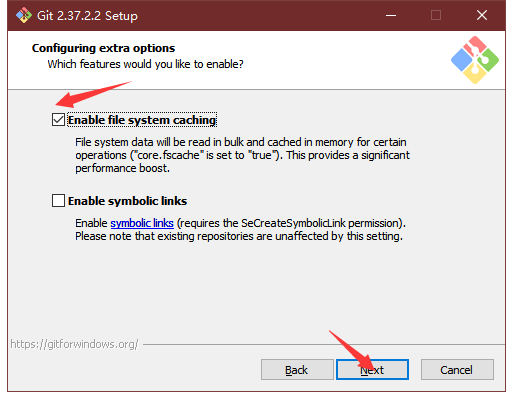 Git 2.37.2.2 Setup
Configuring extra options
Which features would you like to enable?
Enable file system caching
File system data will be read in bulk and cached in memory for certain
operations ("core.fscache" is set to "true"). This provides a significant
performance boost.
Enable symbolic links
Enable symbolic links (requires the SeCreateSymbolicLink permission).
Please note that existing repositories are unaffected by this setting.
https://gitforwindows.org/
Back Next Cancel